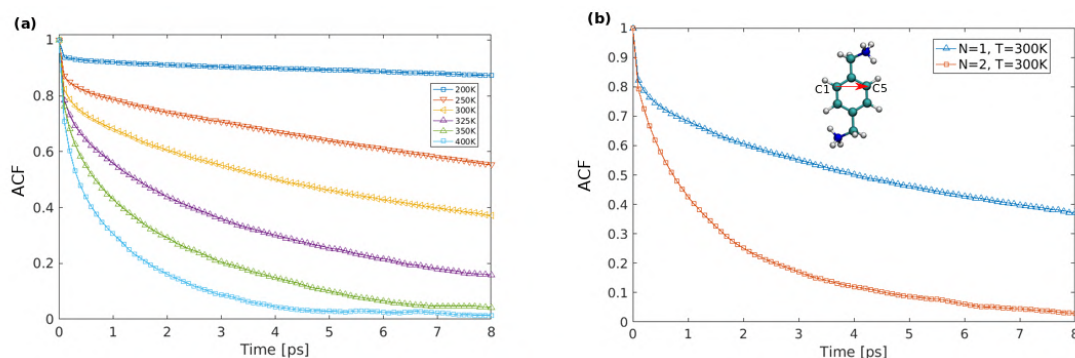 (a)
ACF
1
0.8
0.6
0.4
0.2
0
0 1 2 3 4 5 6 7 8
Time [ps]
200K
250K
300K
325K
350K
400K
(b)
ACF
1
0.9
0.8
0.7
0.6
0.5
0.4
0.3
0.2
0.1
0
0 1 2 3 4 5 6 7 8
Time [ps]
C1 C5
N=1, T=300K
N=2, T=300K